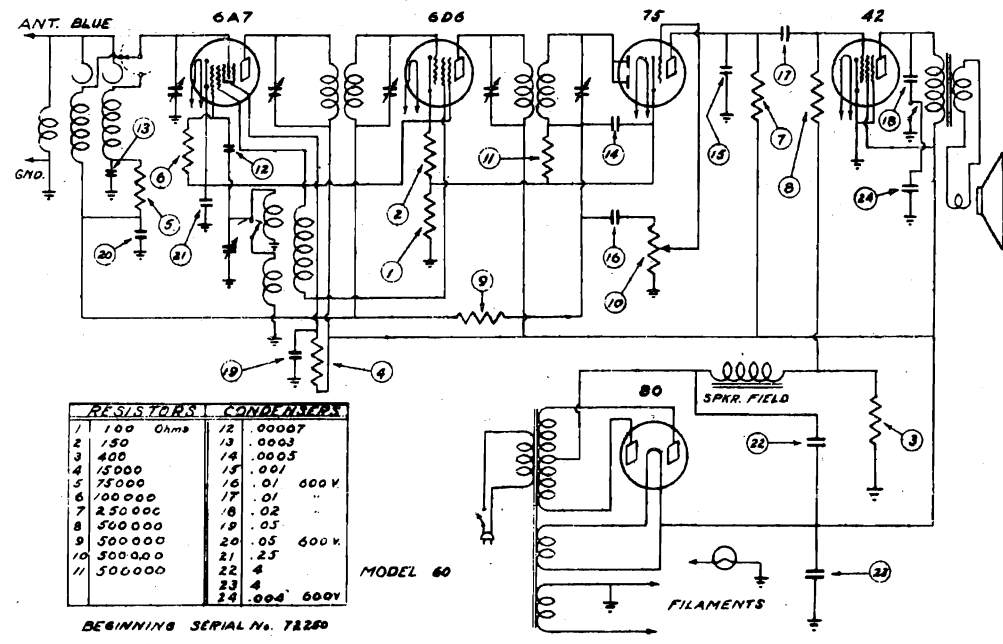 6A7 6D6 75 42
ANT. BLUE
GND.
13
12
6
5
20
21
2
1
11
14
15
17
7
8
18
24
16
10
9
19
4
80
SPKR. FIELD
22
3
23
RESISTORS CONDENSERS
1 100 Ohms 12 .00007
2 150 13 .0003
3 400 14 .0005
4 15000 15 .001
5 75000 16 .01 600 V.
6 100000 17 .01 "
7 250000 18 .02
8 500000 19 .05
9 500000 20 .05 600 V.
10 500000 21 .25
11 500000 22 4
23 4
24 .004 600V
MODEL 60
FILAMENTS
BEGINNING SERIAL No. 72250